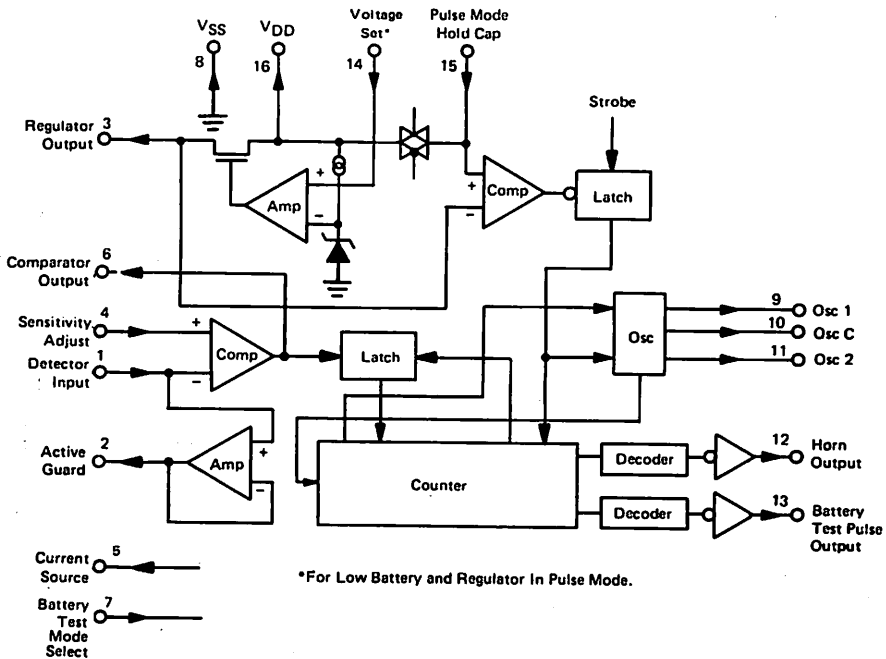 VSS
8
VDD
16
Voltage
Set*
14
Pulse Mode
Hold Cap
15
Strobe
Regulator
Output
3
+
Amp
−
+
Comp
−
Latch
Comparator
Output
6
Sensitivity
Adjust
4
+
Comp
Detector
Input
1
−
Latch
Osc
9
Osc 1
10
Osc C
11
Osc 2
Active
Guard
2
Amp
+
−
Counter
Decoder
12
Horn
Output
Decoder
13
Battery
Test Pulse
Output
Current
Source
5
*For Low Battery and Regulator In Pulse Mode.
Battery
Test
Mode
Select
7